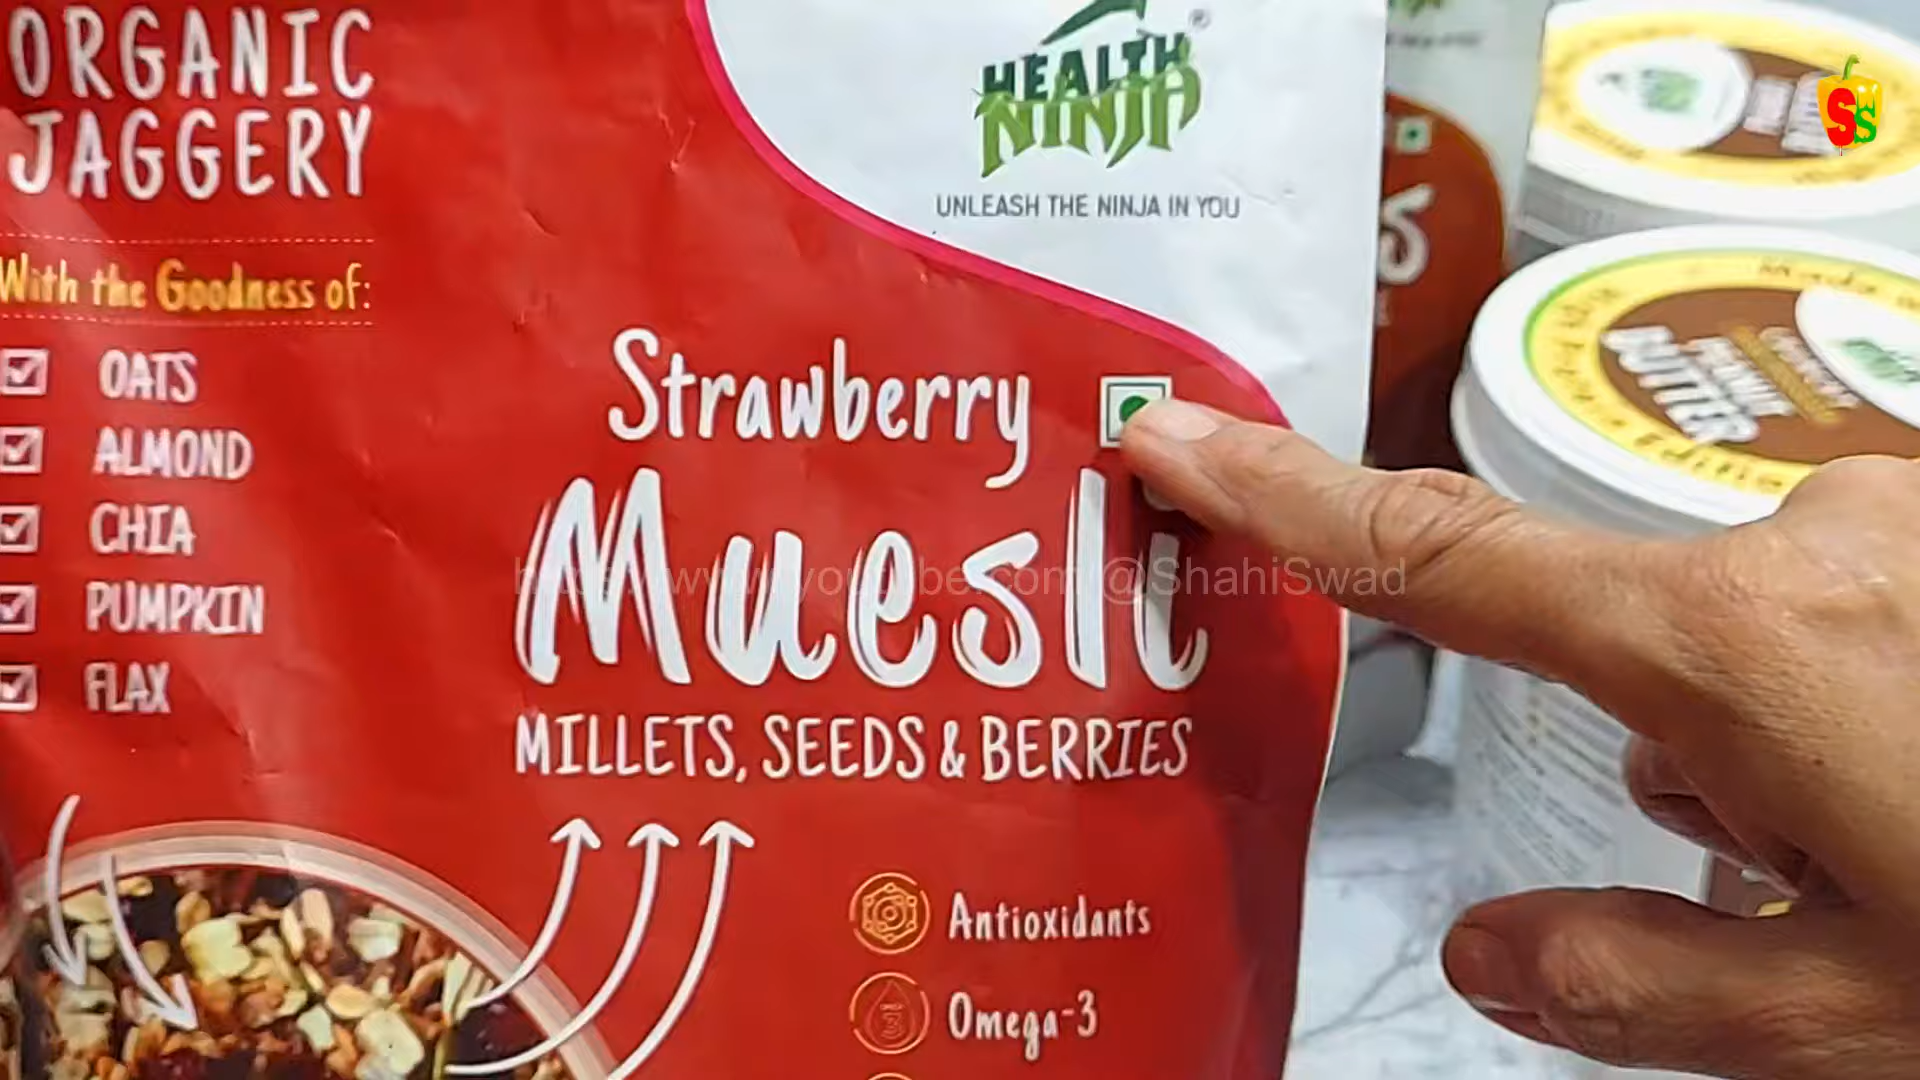 ORGANIC
JAGGERY
With the Goodness of:
OATS
ALMOND
CHIA
PUMPKIN
FLAX
HEALTH
NINJA
®
UNLEASH THE NINJA IN YOU
Strawberry
Muesli
MILLETS, SEEDS & BERRIES
Antioxidants
Omega-3
https://www.youtube.com/@ShahiSwad
PEANUT
BUTTER
SS